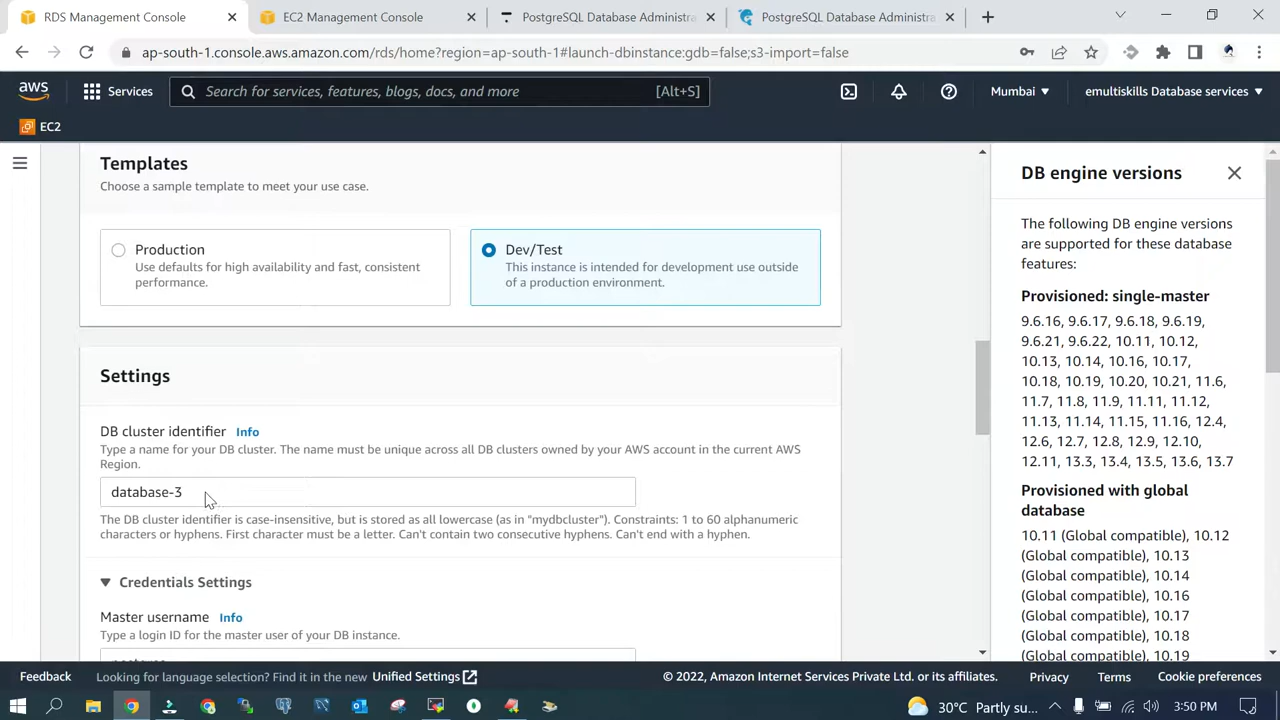 RDS Management Console
EC2 Management Console
PostgreSQL Database Administra
PostgreSQL Database Administra
ap-south-1.console.aws.amazon.com/rds/home?region=ap-south-1#launch-dbinstance:gdb=false;s3-import=false
aws
Services
Search for services, features, blogs, docs, and more
[Alt+S]
Mumbai
emultiskills Database services
EC2
Templates
Choose a sample template to meet your use case.
Production
Use defaults for high availability and fast, consistent
performance.
Dev/Test
This instance is intended for development use outside
of a production environment.
Settings
DB cluster identifier Info
Type a name for your DB cluster. The name must be unique across all DB clusters owned by your AWS account in the current AWS
Region.
database-3
The DB cluster identifier is case-insensitive, but is stored as all lowercase (as in "mydbcluster"). Constraints: 1 to 60 alphanumeric
characters or hyphens. First character must be a letter. Can't contain two consecutive hyphens. Can't end with a hyphen.
Credentials Settings
Master username Info
Type a login ID for the master user of your DB instance.
DB engine versions
The following DB engine versions
are supported for these database
features:
Provisioned: single-master
9.6.16, 9.6.17, 9.6.18, 9.6.19,
9.6.21, 9.6.22, 10.11, 10.12,
10.13, 10.14, 10.16, 10.17,
10.18, 10.19, 10.20, 10.21, 11.6,
11.7, 11.8, 11.9, 11.11, 11.12,
11.13, 11.14, 11.15, 11.16, 12.4,
12.6, 12.7, 12.8, 12.9, 12.10,
12.11, 13.3, 13.4, 13.5, 13.6, 13.7
Provisioned with global
database
10.11 (Global compatible), 10.12
(Global compatible), 10.13
(Global compatible), 10.14
(Global compatible), 10.16
(Global compatible), 10.17
(Global compatible), 10.18
(Global compatible), 10.19
Feedback
Looking for language selection? Find it in the new Unified Settings
© 2022, Amazon Internet Services Private Ltd. or its affiliates.
Privacy
Terms
Cookie preferences
30°C Partly su...
3:50 PM